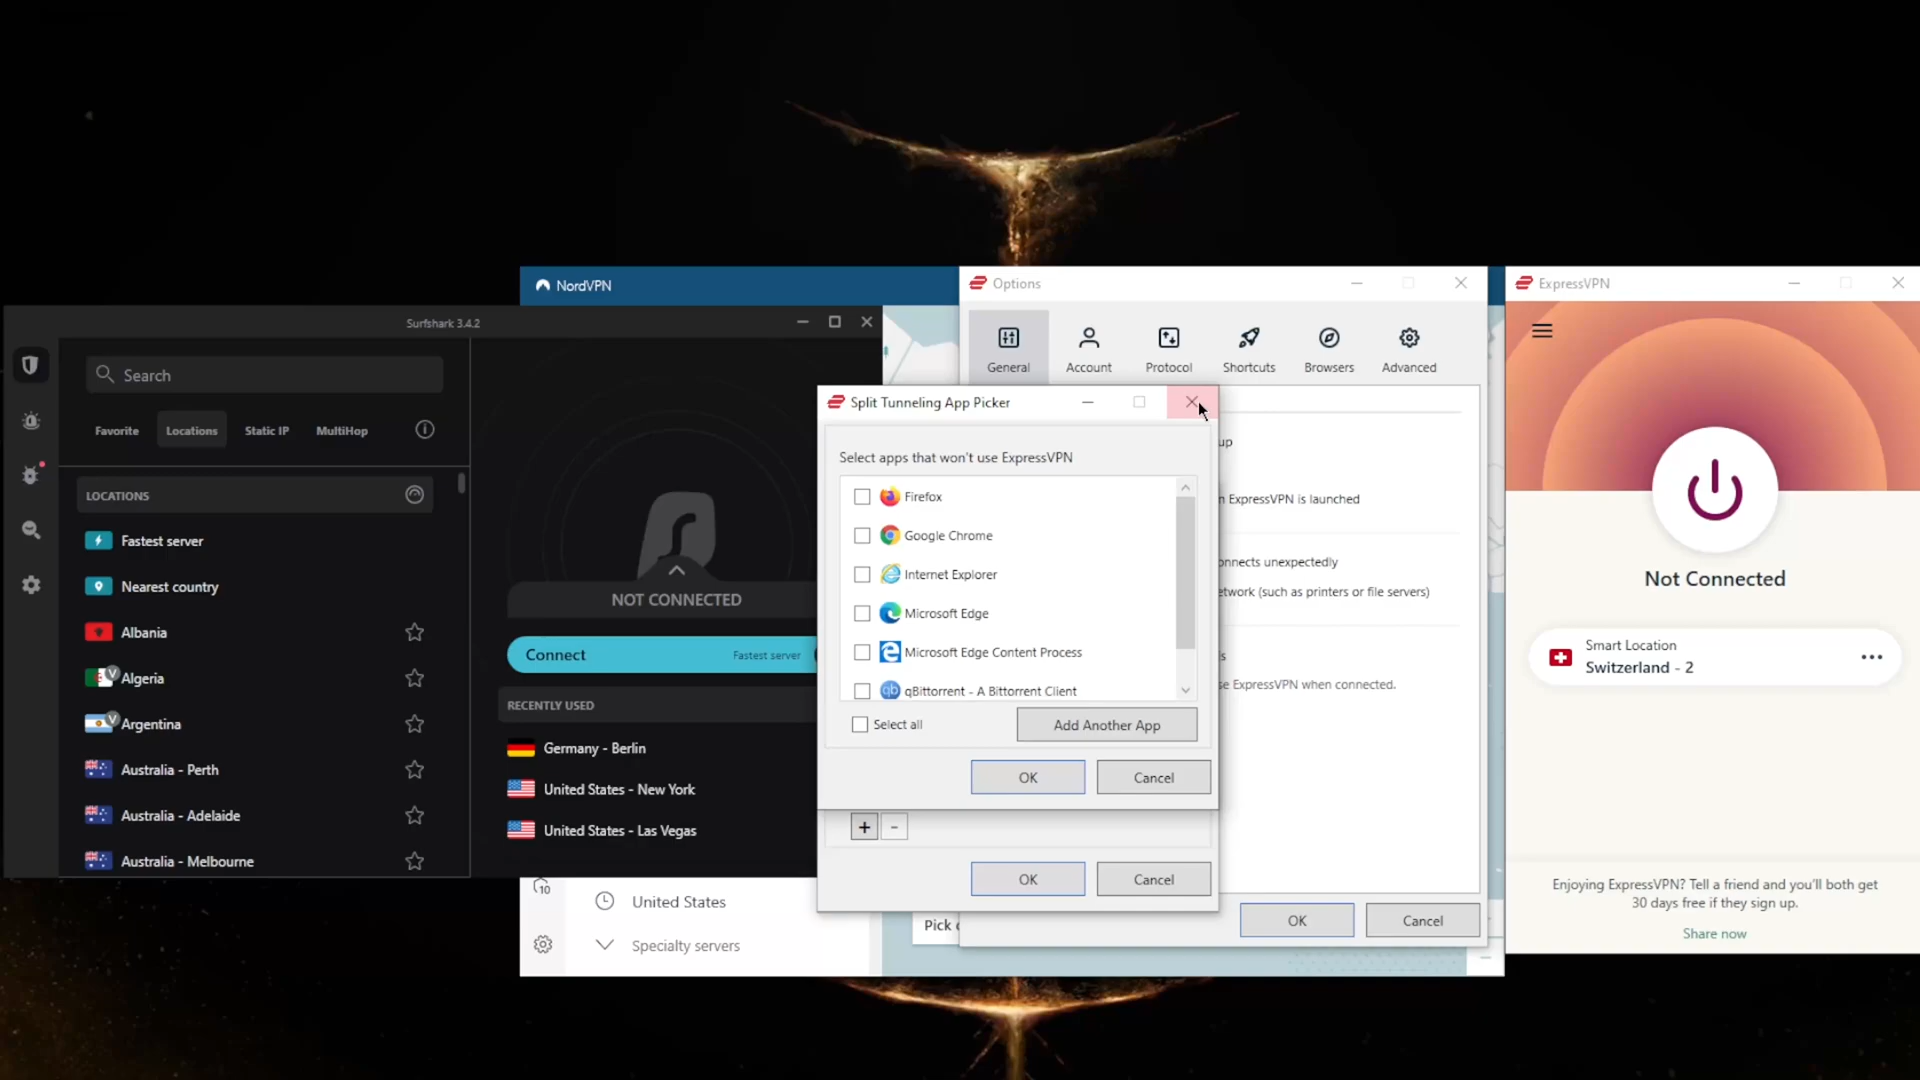 NordVPN
Options
ExpressVPN
Surfshark 3.4.2
Search
Favorite
Locations
Static IP
MultiHop
LOCATIONS
Fastest server
Nearest country
Albania
Algeria
Argentina
Australia - Perth
Australia - Adelaide
Australia - Melbourne
NOT CONNECTED
Connect
Fastest server
RECENTLY USED
Germany - Berlin
United States - New York
United States - Las Vegas
10
United States
Specialty servers
Pick
General
Account
Protocol
Shortcuts
Browsers
Advanced
Split Tunneling App Picker
Select apps that won't use ExpressVPN
Firefox
Google Chrome
Internet Explorer
Microsoft Edge
Microsoft Edge Content Process
qb
qBittorrent - A Bittorrent Client
Select all
Add Another App
OK
Cancel
+
-
OK
Cancel
up
n ExpressVPN is launched
onnects unexpectedly
etwork (such as printers or file servers)
ls
se ExpressVPN when connected.
OK
Cancel
Not Connected
Smart Location
Switzerland - 2
Enjoying ExpressVPN? Tell a friend and you'll both get
30 days free if they sign up.
Share now